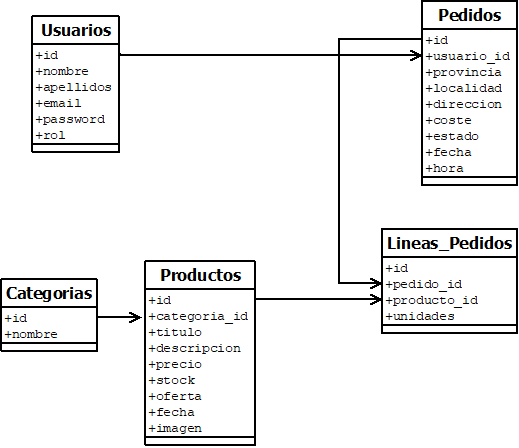 Usuarios
+id
+nombre
+apellidos
+email
+password
+rol
Pedidos
+id
+usuario_id
+provincia
+localidad
+direccion
+coste
+estado
+fecha
+hora
Categorias
+id
+nombre
Productos
+id
+categoria_id
+titulo
+descripcion
+precio
+stock
+oferta
+fecha
+imagen
Lineas_Pedidos
+id
+pedido_id
+producto_id
+unidades